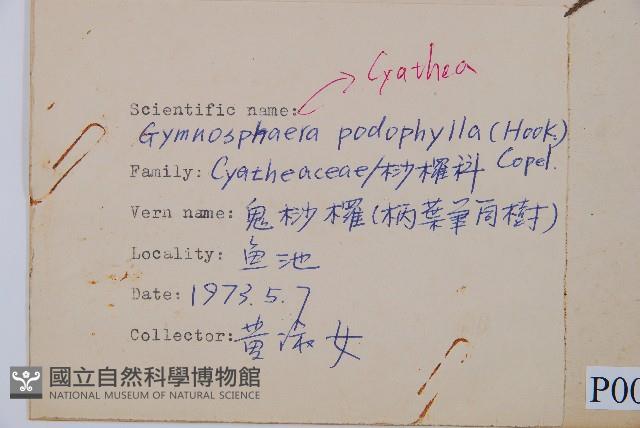 Cyathea
Scientific name:
Gymnosphaera podophylla (Hook.)
Copel.
Family: Cyatheaceae/桫欏科
Vern name: 鬼桫欏(柄葉筆筒樹)
Locality: 鱼池
Date: 1973.5.7
Collector: 黄淑女
國立自然科學博物館
NATIONAL MUSEUM OF NATURAL SCIENCE
P00